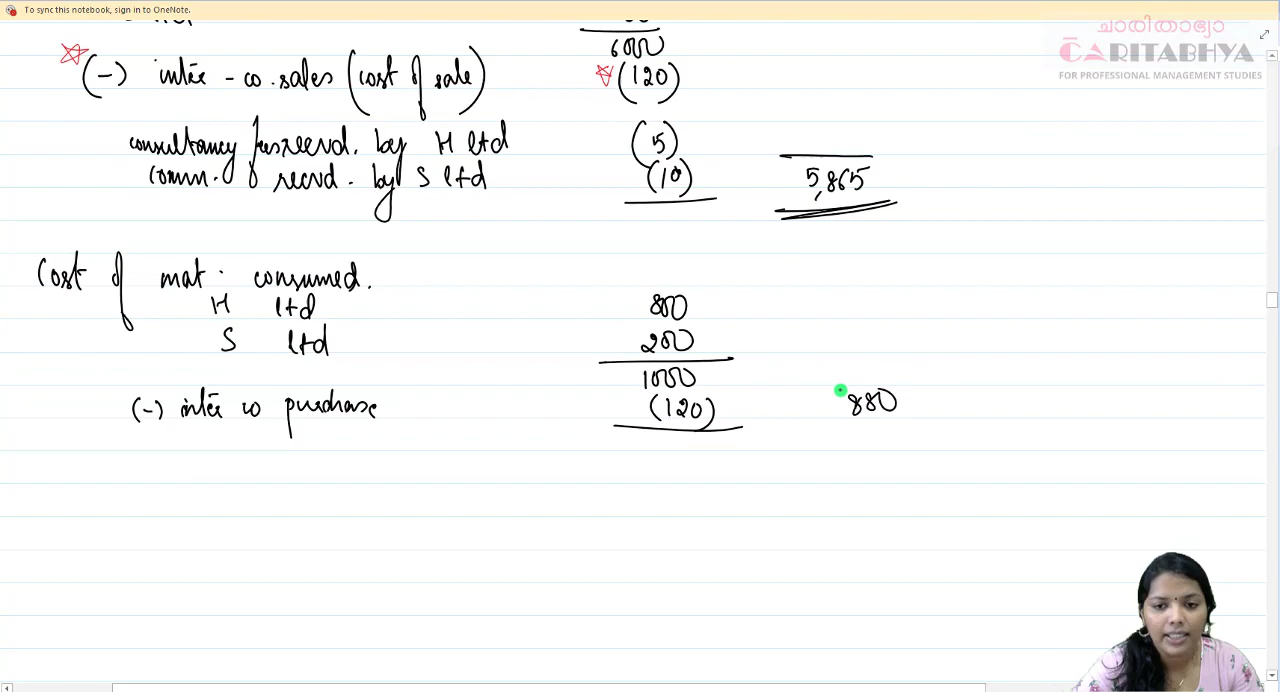 To sync this notebook, sign in to OneNote.
ചാരിതാഭ്യാ
CARITABHYA
FOR PROFESSIONAL MANAGEMENT STUDIES
6000
(-) inter-co. sales (cost of sale) (120)
consultancy recvd. by H ltd (5)
Comm. recvd. by S ltd (10) 5,865
Cost of mat. consumed.
H ltd 800
S ltd 200
1000
(-) inter co purchase (120) 880